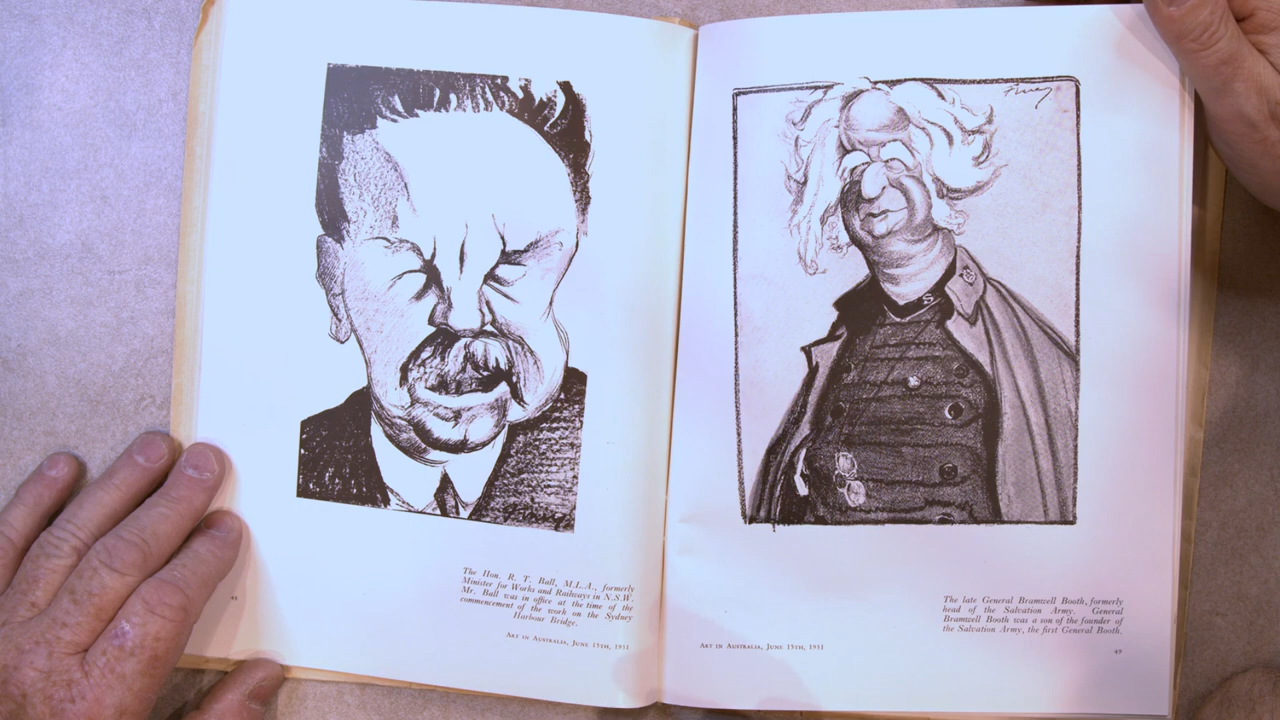 The Hon. R. T. Ball, M.L.A., formerly
Minister for Works and Railways in N.S.W.
Mr. Ball was in office at the time of the
commencement of the work on the Sydney
Harbour Bridge.
48
Art in Australia, June 15th, 1931
Finey
S
The late General Bramwell Booth, formerly
head of the Salvation Army. General
Bramwell Booth was a son of the founder of
the Salvation Army, the first General Booth.
Art in Australia, June 15th, 1931
49